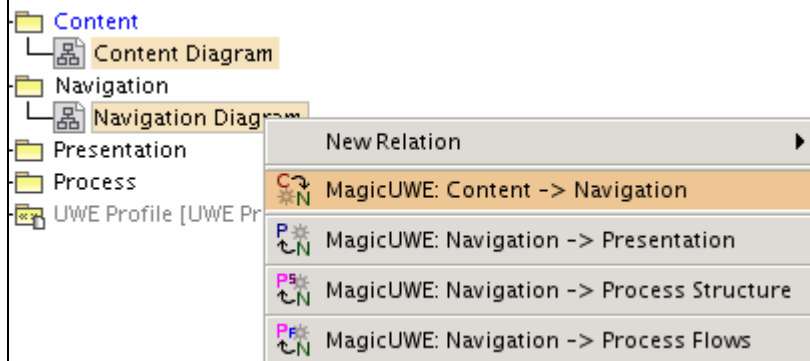 Content
Content Diagram
Navigation
Navigation Diagram
Presentation
Process
UWE Profile [UWE Pr
New Relation
MagicUWE: Content -> Navigation
MagicUWE: Navigation -> Presentation
MagicUWE: Navigation -> Process Structure
MagicUWE: Navigation -> Process Flows